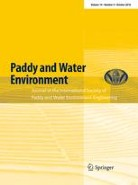 Paddy and Water
Environment
Journal of the International Society of
Paddy and Water Environment Engineering
Springer